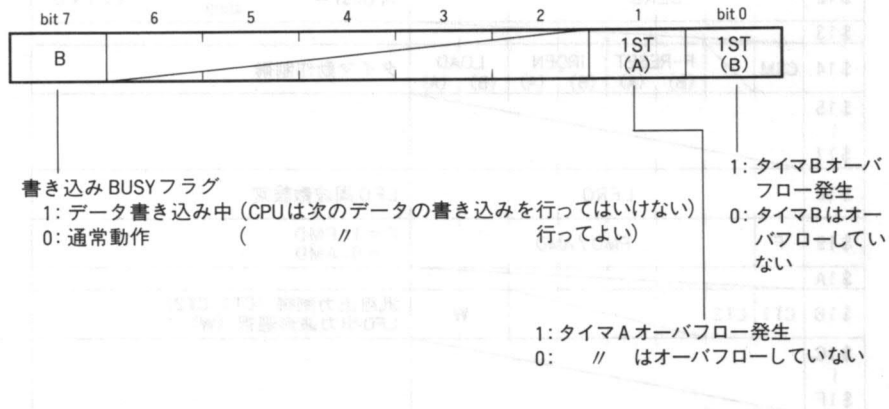 bit 7 6 5 4 3 2 1 bit 0
B 1ST (A) 1ST (B)
書き込み BUSYフラグ
1: データ書き込み中 (CPUは次のデータの書き込みを行ってはいけない)
0: 通常動作 ( 〃 行ってよい)
1: タイマBオーバ
フロー発生
0: タイマBはオー
バフローしてい
ない
1: タイマAオーバフロー発生
0: 〃 はオーバフローしていない